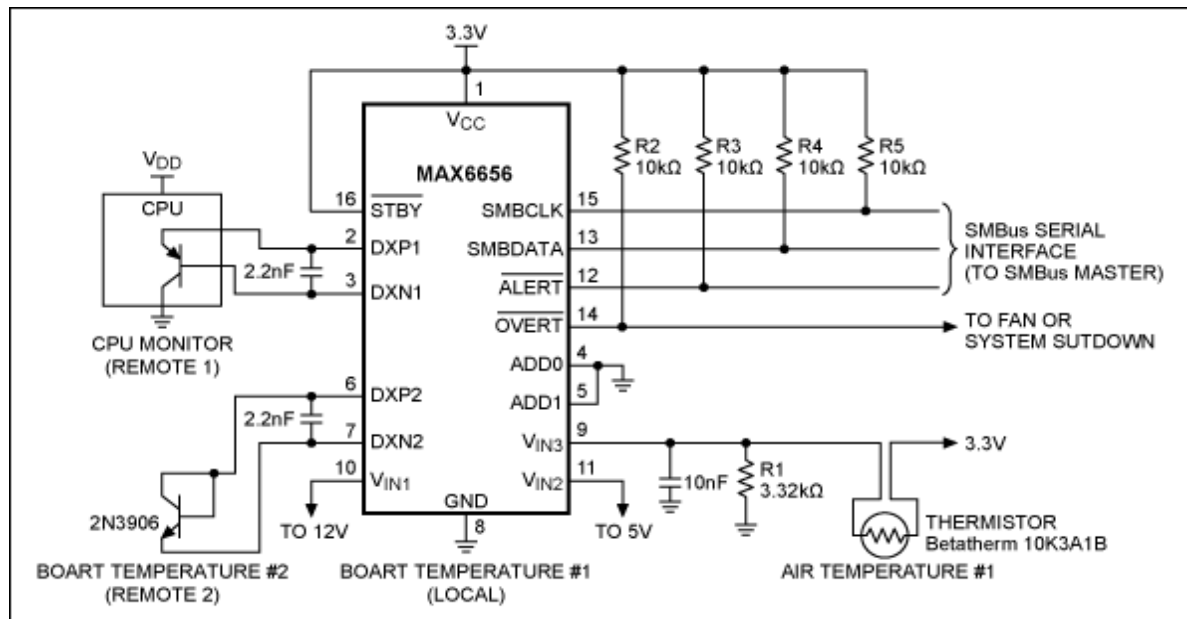 3.3V
1
VCC
MAX6656
R2
10kΩ
R3
10kΩ
R4
10kΩ
R5
10kΩ
VDD
CPU
16
STBY
SMBCLK
15
2
DXP1
SMBDATA
13
2.2nF
3
DXN1
ALERT
12
SMBus SERIAL
INTERFACE
(TO SMBus MASTER)
OVERT
14
TO FAN OR
SYSTEM SUTDOWN
CPU MONITOR
(REMOTE 1)
ADD0
4
ADD1
5
6
DXP2
2.2nF
7
DXN2
VIN3
9
3.3V
10
VIN1
VIN2
11
10nF
R1
3.32kΩ
GND
8
2N3906
TO 12V
TO 5V
THERMISTOR
Betatherm 10K3A1B
BOART TEMPERATURE #2
(REMOTE 2)
BOART TEMPERATURE #1
(LOCAL)
AIR TEMPERATURE #1